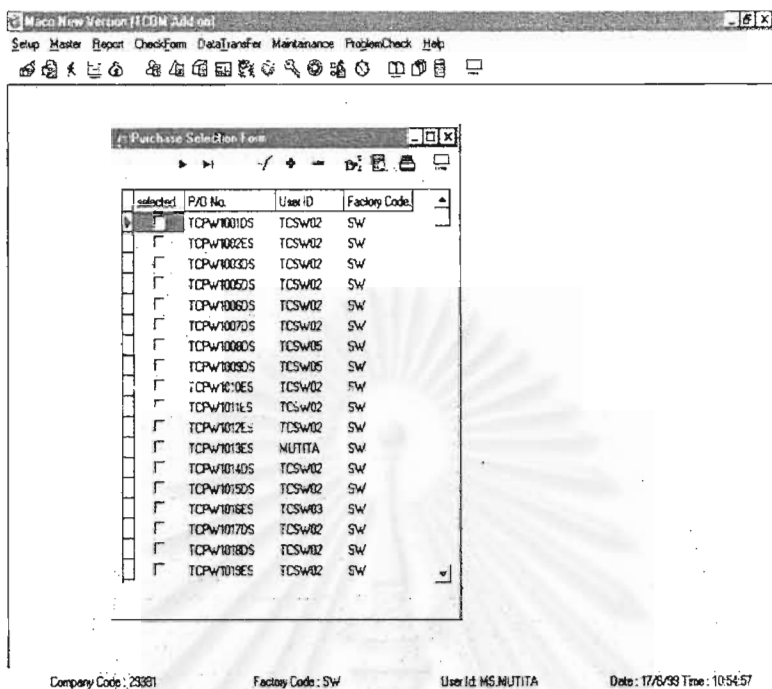 Maco New Version (TCOM Add on)
Setup Master Report CheckForm DataTransfer Maintainance ProblemCheck Help
Purchase Selection Form
selected P/O No. User ID Factory Code
TCPW1001DS TCSW02 SW
TCPW1002ES TCSW02 SW
TCPW1003DS TCSW02 SW
TCPW1005DS TCSW02 SW
TCPW1006DS TCSW02 SW
TCPW1007DS TCSW02 SW
TCPW1008DS TCSW05 SW
TCPW1009DS TCSW05 SW
TCPW1010ES TCSW02 SW
TCPW1011ES TCSW02 SW
TCPW1012ES TCSW02 SW
TCPW1013ES MUTITA SW
TCPW1014DS TCSW02 SW
TCPW1015DS TCSW02 SW
TCPW1016ES TCSW03 SW
TCPW1017DS TCSW02 SW
TCPW1018DS TCSW02 SW
TCPW1019ES TCSW02 SW
Company Code : 29381 Factory Code : SW User Id: MS.MUTITA Date : 17/6/99 Time : 10:54:57